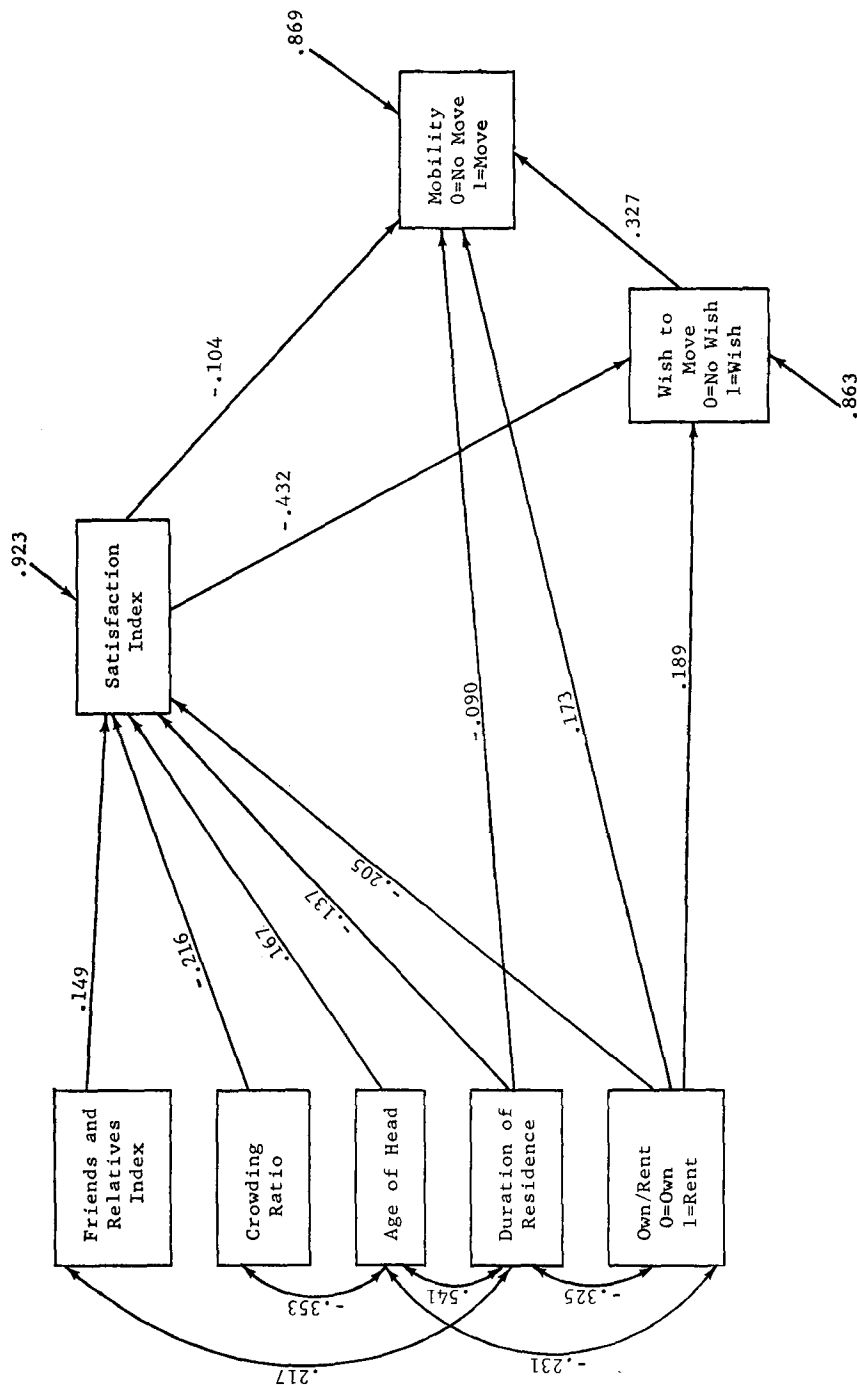 Friends and
Relatives
Index
Crowding
Ratio
Age of Head
Duration of
Residence
Own/Rent
0=Own
1=Rent
.217
-.353
.541
-.325
-.231
.149
-.216
.167
-.137
-.205
.923
Satisfaction
Index
-.104
-.432
-.090
.173
.189
.869
Mobility
0=No Move
1=Move
.327
Wish to
Move
0=No Wish
1=Wish
.863